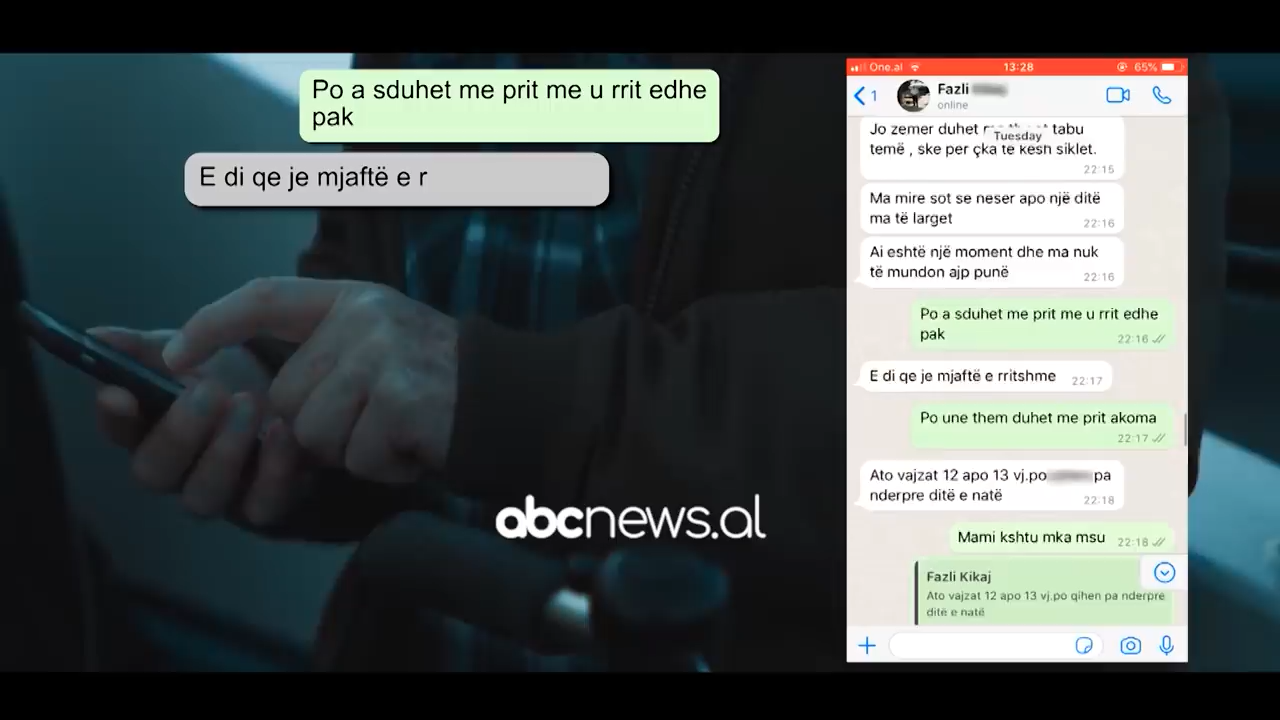 Po a sduhet me prit me u rrit edhe
pak
E di qe je mjaftë e r
abcnews.al
One.al
13:28
65%
1
Fazli
online
Jo zemer duhet tabu
Tuesday
temë , ske per çka te kesh siklet.
22:15
Ma mire sot se neser apo një ditë
ma të larget
22:16
Ai eshtë një moment dhe ma nuk
të mundon ajp punë
22:16
Po a sduhet me prit me u rrit edhe
pak
22:16
E di qe je mjaftë e rritshme
22:17
Po une them duhet me prit akoma
22:17
Ato vajzat 12 apo 13 vj.po pa
nderpre ditë e natë
22:18
Mami kshtu mka msu
22:18
Fazli Kikaj
Ato vajzat 12 apo 13 vj.po qihen pa nderpre
ditë e natë